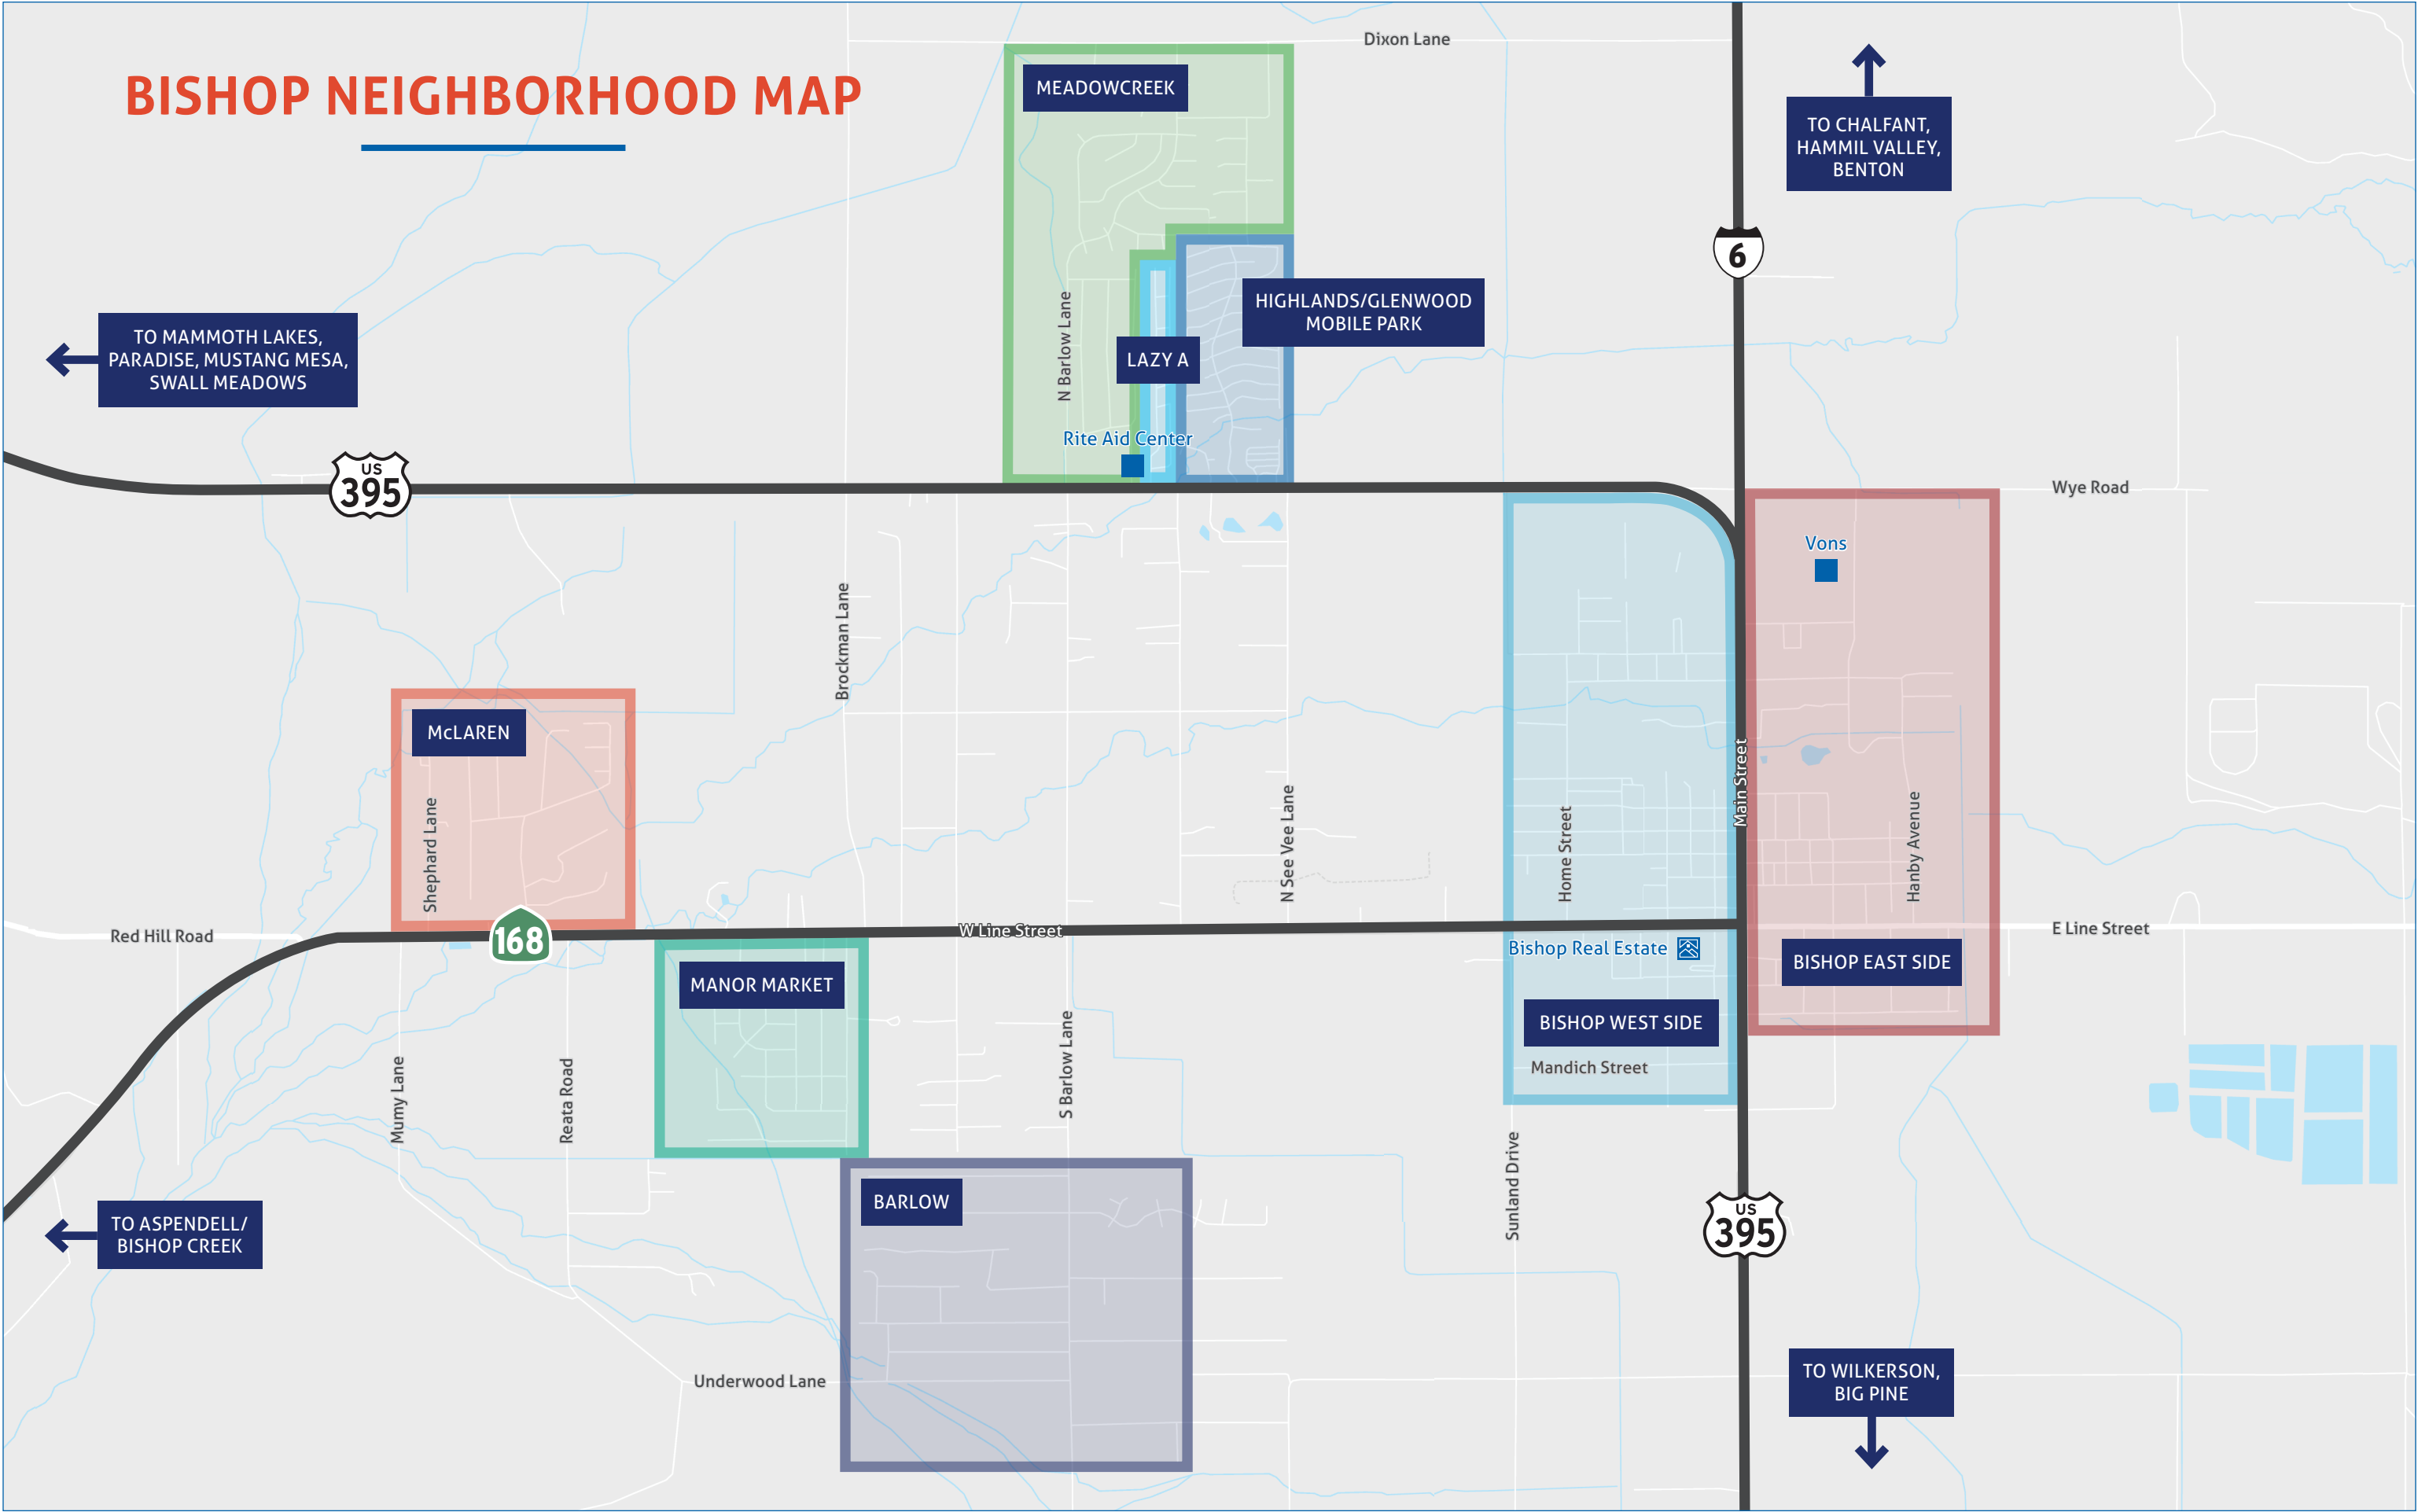 BISHOP NEIGHBORHOOD MAP
Dixon Lane
MEADOWCREEK
TO CHALFANT,
HAMMIL VALLEY,
BENTON
6
HIGHLANDS/GLENWOOD
MOBILE PARK
TO MAMMOTH LAKES,
PARADISE, MUSTANG MESA,
SWALL MEADOWS
N Barlow Lane
LAZY A
Rite Aid Center
US
395
Wye Road
Vons
Brockman Lane
McLAREN
Main Street
Shephard Lane
N See Vee Lane
Home Street
Hanby Avenue
Red Hill Road
168
W Line Street
E Line Street
Bishop Real Estate
BISHOP EAST SIDE
MANOR MARKET
BISHOP WEST SIDE
Mandich Street
Mumy Lane
Reata Road
S Barlow Lane
Sunland Drive
BARLOW
US
395
TO ASPENDELL/
BISHOP CREEK
Underwood Lane
TO WILKERSON,
BIG PINE